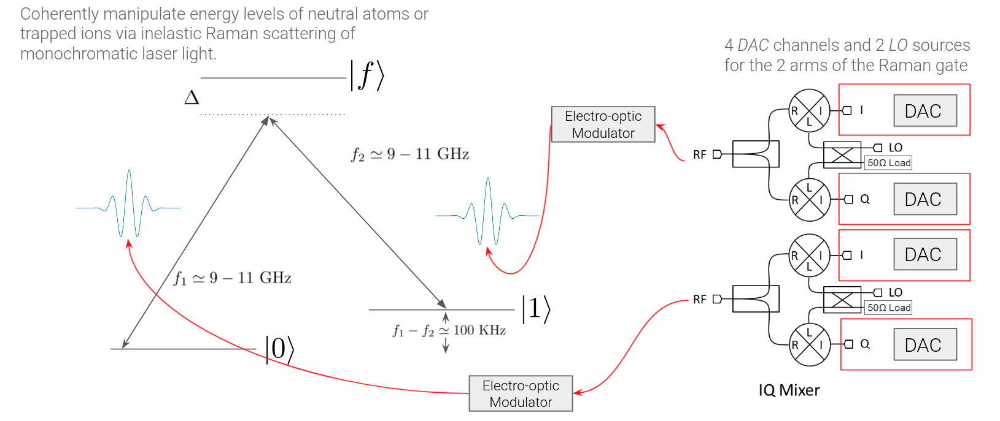 Coherently manipulate energy levels of neutral atoms or
trapped ions via inelastic Raman scattering of
monochromatic laser light.
4 DAC channels and 2 LO sources
for the 2 arms of the Raman gate
|f⟩
Δ
f₂ ≃ 9 − 11 GHz
f₁ ≃ 9 − 11 GHz
|1⟩
f₁ − f₂ ≃ 100 KHz
|0⟩
Electro-optic
Modulator
Electro-optic
Modulator
RF
R
I
L
I
DAC
LO
50Ω Load
L
R
I
Q
DAC
RF
R
I
L
I
DAC
LO
50Ω Load
L
R
I
Q
DAC
IQ Mixer